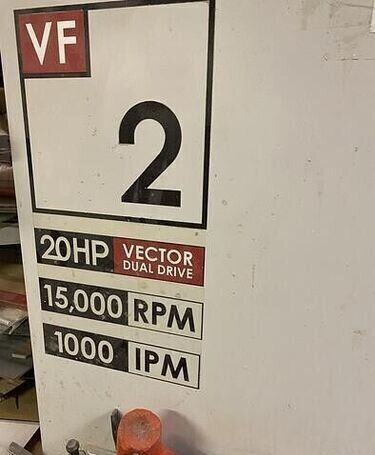 VF
2
20HP VECTOR
DUAL DRIVE
15,000 RPM
1000 IPM